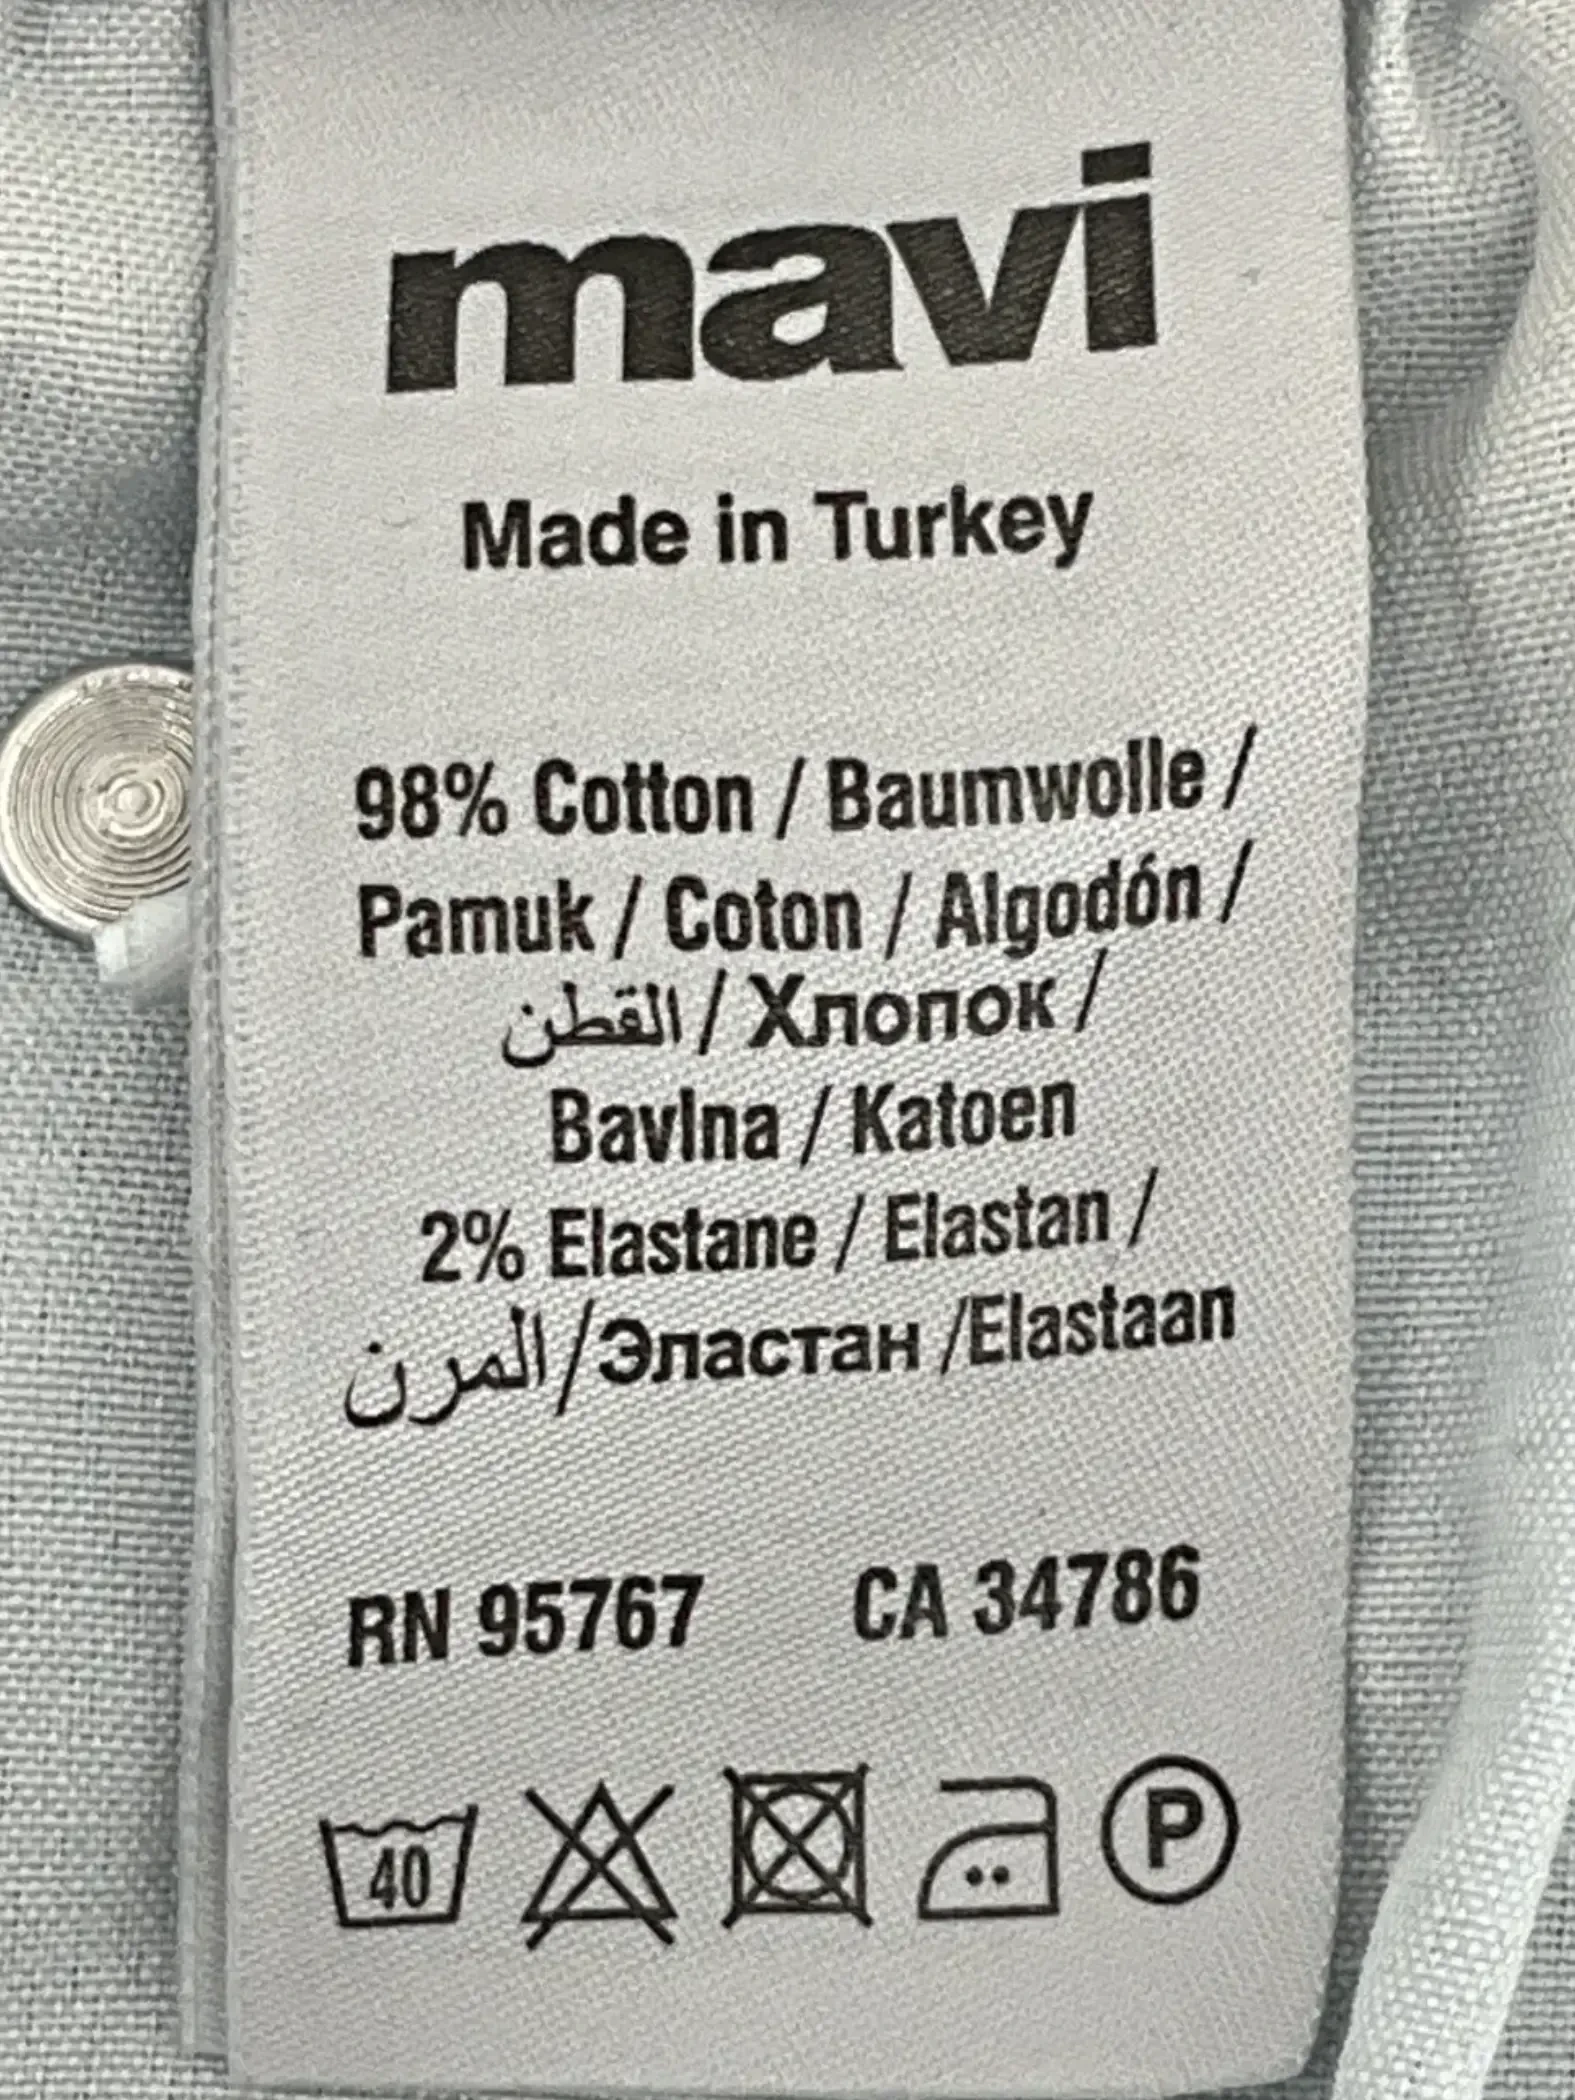 mavi
Made in Turkey
98% Cotton / Baumwolle /
Pamuk / Coton / Algodón /
القطن / Хлопок /
Bavlna / Katoen
2% Elastane / Elastan /
المرن/Эластан /Elastaan
RN 95767 CA 34786
40 P